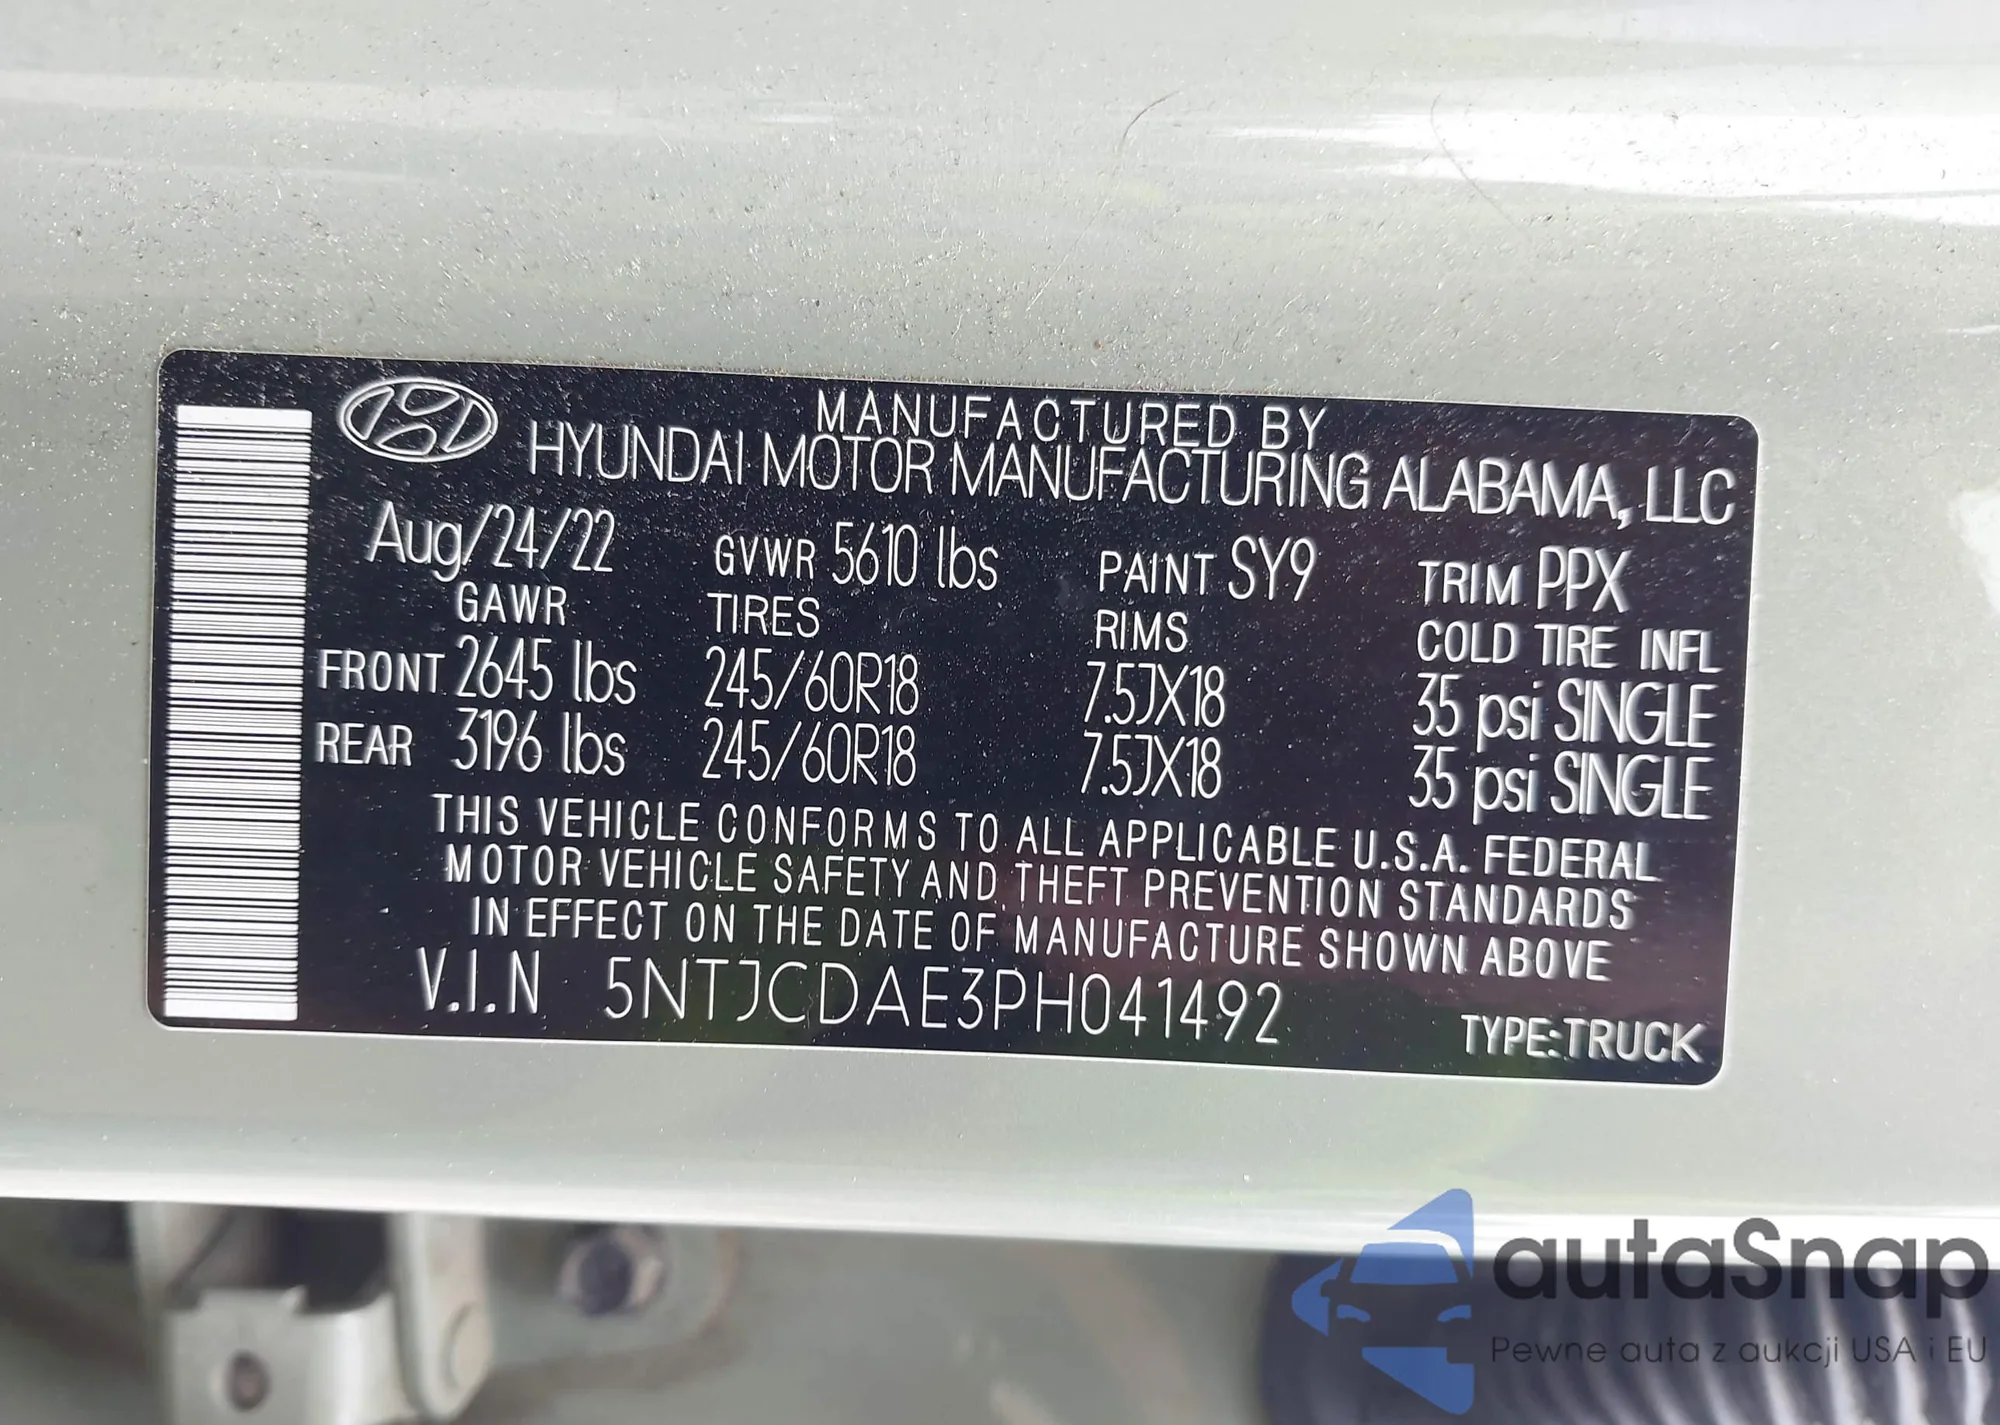 MANUFACTURED BY
HYUNDAI MOTOR MANUFACTURING ALABAMA, LLC
Aug/24/22 GVWR 5610 lbs PAINT SY9 TRIM PPX
GAWR TIRES RIMS COLD TIRE INFL
FRONT 2645 lbs 245/60R18 7.5JX18 35 psi SINGLE
REAR 3196 lbs 245/60R18 7.5JX18 35 psi SINGLE
THIS VEHICLE CONFORMS TO ALL APPLICABLE U.S.A. FEDERAL
MOTOR VEHICLE SAFETY AND THEFT PREVENTION STANDARDS
IN EFFECT ON THE DATE OF MANUFACTURE SHOWN ABOVE
V.I.N 5NTJCDAE3PH041492 TYPE:TRUCK
autaSnap
Pewne auta z aukcji USA i EU